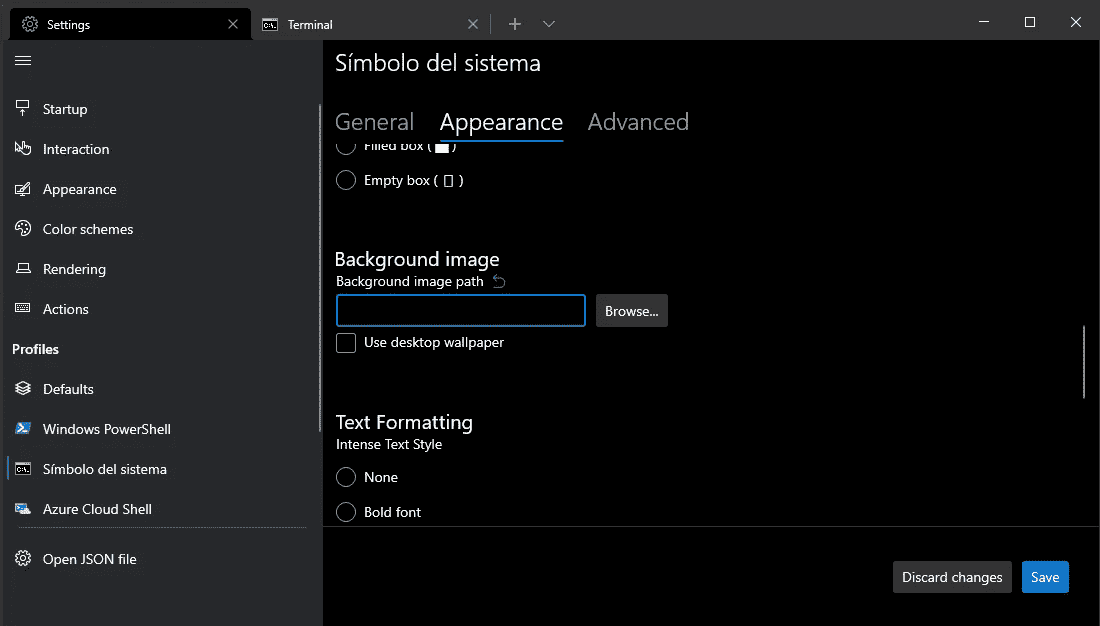 Settings
Terminal
Startup
Interaction
Appearance
Color schemes
Rendering
Actions
Profiles
Defaults
Windows PowerShell
Símbolo del sistema
Azure Cloud Shell
Open JSON file
Símbolo del sistema
General Appearance Advanced
Filled box ( )
Empty box ( ▯ )
Background image
Background image path
Browse...
Use desktop wallpaper
Text Formatting
Intense Text Style
None
Bold font
Discard changes Save